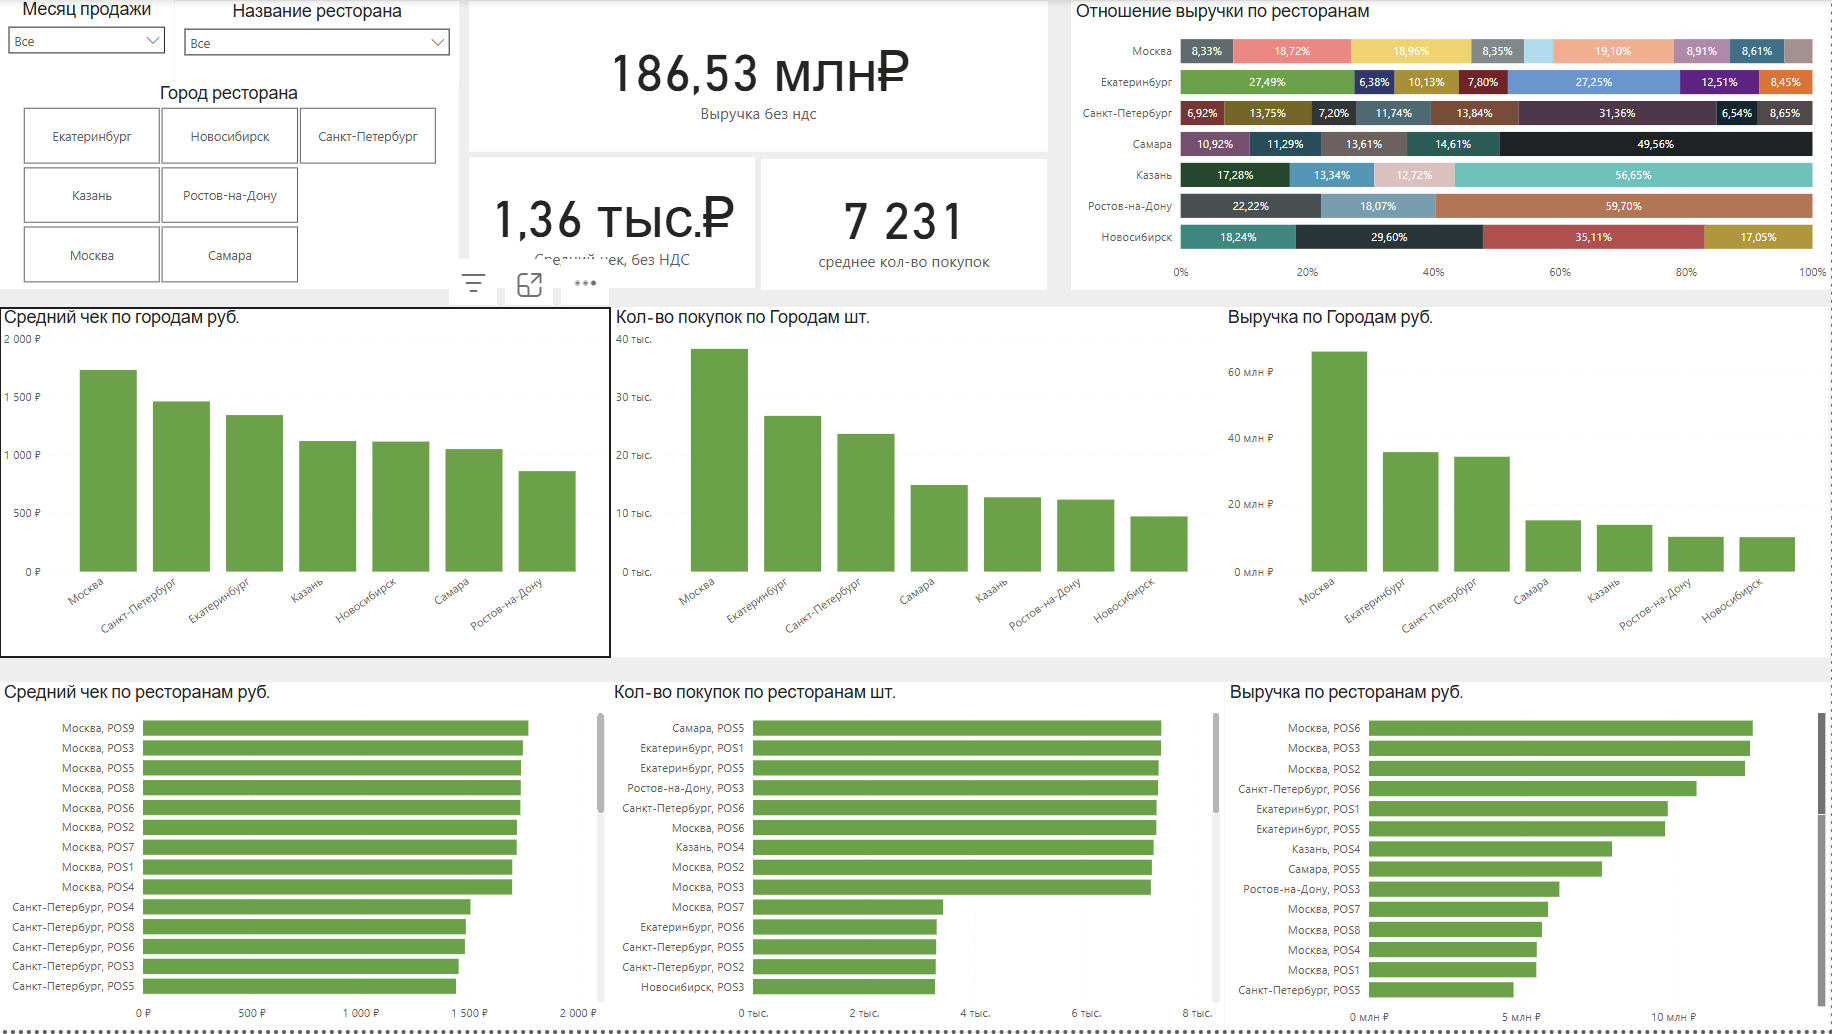 Месяц продажи
Все
Название ресторана
Все
Город ресторана
Екатеринбург
Новосибирск
Санкт-Петербург
Казань
Ростов-на-Дону
Москва
Самара
186,53 млн₽
Выручка без ндс
1,36 тыс.₽
Средний чек, без НДС
7 231
среднее кол-во покупок
Отношение выручки по ресторанам
Москва 8,33% 18,72% 18,96% 8,35% 19,10% 8,91% 8,61%
Екатеринбург 27,49% 6,38% 10,13% 7,80% 27,25% 12,51% 8,45%
Санкт-Петербург 6,92% 13,75% 7,20% 11,74% 13,84% 31,36% 6,54% 8,65%
Самара 10,92% 11,29% 13,61% 14,61% 49,56%
Казань 17,28% 13,34% 12,72% 56,65%
Ростов-на-Дону 22,22% 18,07% 59,70%
Новосибирск 18,24% 29,60% 35,11% 17,05%
0% 20% 40% 60% 80% 100%
Средний чек по городам руб.
2 000 ₽
1 500 ₽
1 000 ₽
500 ₽
0 ₽
Москва
Санкт-Петербург
Екатеринбург
Казань
Новосибирск
Самара
Ростов-на-Дону
Кол-во покупок по Городам шт.
40 тыс.
30 тыс.
20 тыс.
10 тыс.
0 тыс.
Москва
Екатеринбург
Санкт-Петербург
Самара
Казань
Ростов-на-Дону
Новосибирск
Выручка по Городам руб.
60 млн ₽
40 млн ₽
20 млн ₽
0 млн ₽
Москва
Екатеринбург
Санкт-Петербург
Самара
Казань
Ростов-на-Дону
Новосибирск
Средний чек по ресторанам руб.
Москва, POS9
Москва, POS3
Москва, POS5
Москва, POS8
Москва, POS6
Москва, POS2
Москва, POS7
Москва, POS1
Москва, POS4
Санкт-Петербург, POS4
Санкт-Петербург, POS8
Санкт-Петербург, POS6
Санкт-Петербург, POS3
Санкт-Петербург, POS5
0 ₽ 500 ₽ 1 000 ₽ 1 500 ₽ 2 000 ₽
Кол-во покупок по ресторанам шт.
Самара, POS5
Екатеринбург, POS1
Екатеринбург, POS5
Ростов-на-Дону, POS3
Санкт-Петербург, POS6
Москва, POS6
Казань, POS4
Москва, POS2
Москва, POS3
Москва, POS7
Екатеринбург, POS6
Санкт-Петербург, POS5
Санкт-Петербург, POS2
Новосибирск, POS3
0 тыс. 2 тыс. 4 тыс. 6 тыс. 8 тыс.
Выручка по ресторанам руб.
Москва, POS6
Москва, POS3
Москва, POS2
Санкт-Петербург, POS6
Екатеринбург, POS1
Екатеринбург, POS5
Казань, POS4
Самара, POS5
Ростов-на-Дону, POS3
Москва, POS7
Москва, POS8
Москва, POS4
Москва, POS1
Санкт-Петербург, POS5
0 млн ₽ 5 млн ₽ 10 млн ₽